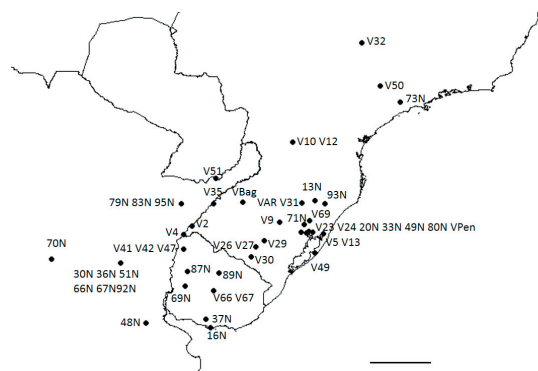 V32
V50
73N
V10 V12
V51
13N
V35
VBag
VAR V31
93N
79N 83N 95N
V69
V9
71N
V2
V23 V24 20N 33N 49N 80N VPen
V4
V5 V13
V29
V26 V27
V41 V42 V47
70N
V30
V49
30N 36N 51N
87N
89N
66N 67N92N
69N
V66 V67
48N
37N
16N